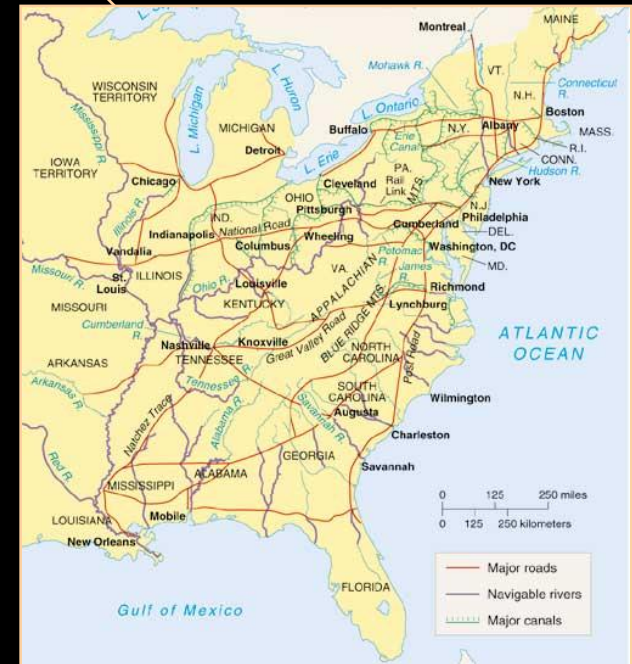 MAINE
Montreal
Mohawk R.
VT.
L. Huron
WISCONSIN
TERRITORY
L. Michigan
L. Ontario
N.H.
Connecticut
R.
Mississippi R.
MICHIGAN
Buffalo
N.Y.
Albany
Boston
Erie
Canal
MASS.
Detroit
L. Erie
R.I.
CONN.
IOWA
TERRITORY
Hudson R.
Chicago
Cleveland
PA.
Rail
Link
MTS.
New York
OHIO
Pittsburgh
N.J.
Illinois R.
IND.
National Road
Cumberland
Philadelphia
Indianapolis
Columbus
Wheeling
DEL.
Vandalia
Potomac
R.
Washington, DC
VA.
MD.
Missouri R.
St.
Louis
ILLINOIS
Ohio R.
Louisville
James
R.
Richmond
KENTUCKY
APPALACHIAN
Lynchburg
MISSOURI
BLUE RIDGE MTS.
Cumberland
R.
Great Valley Road
Nashville
Knoxville
NORTH
CAROLINA
Post Road
ATLANTIC
OCEAN
TENNESSEE
ARKANSAS
Tennessee R.
Arkansas R.
SOUTH
CAROLINA
Wilmington
Natchez Trace
Alabama R.
Savannah R.
Augusta
Charleston
GEORGIA
Red R.
Savannah
ALABAMA
MISSISSIPPI
0 125 250 miles
0 125 250 kilometers
LOUISIANA
Mobile
New Orleans
Major roads
Navigable rivers
FLORIDA
Major canals
Gulf of Mexico